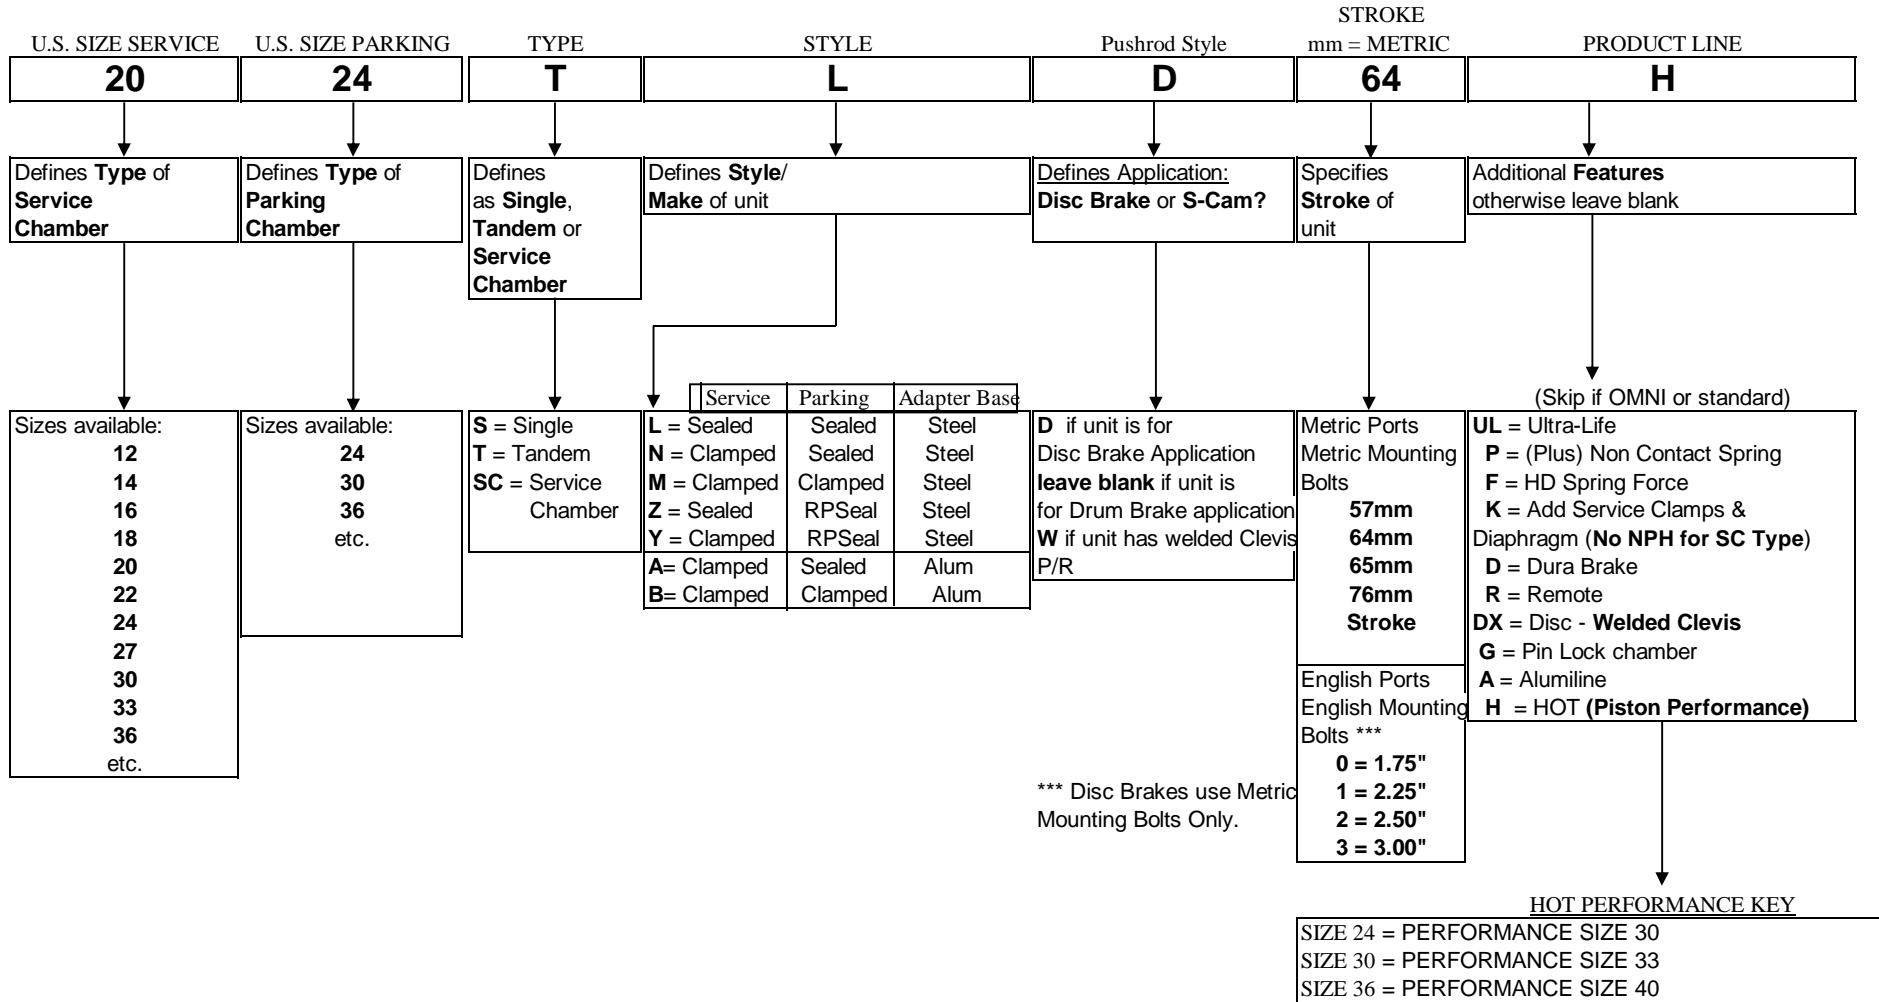 STROKE
U.S. SIZE SERVICE U.S. SIZE PARKING TYPE STYLE Pushrod Style mm = METRIC PRODUCT LINE
20 24 T L D 64 H
Defines Type of
Service
Chamber
Defines Type of
Parking
Chamber
Defines
as Single,
Tandem or
Service
Chamber
Defines Style/
Make of unit
Defines Application:
Disc Brake or S-Cam?
Specifies
Stroke of
unit
Additional Features
otherwise leave blank
Sizes available:
12
14
16
18
20
22
24
27
30
33
36
etc.
Sizes available:
24
30
36
etc.
S = Single
T = Tandem
SC = Service
Chamber
Service Parking Adapter Base
L = Sealed Sealed Steel
N = Clamped Sealed Steel
M = Clamped Clamped Steel
Z = Sealed RPSeal Steel
Y = Clamped RPSeal Steel
A= Clamped Sealed Alum
B= Clamped Clamped Alum
D if unit is for
Disc Brake Application
leave blank if unit is
for Drum Brake application
W if unit has welded Clevis
P/R
*** Disc Brakes use Metric
Mounting Bolts Only.
Metric Ports
Metric Mounting
Bolts
57mm
64mm
65mm
76mm
Stroke
English Ports
English Mounting
Bolts ***
0 = 1.75"
1 = 2.25"
2 = 2.50"
3 = 3.00"
(Skip if OMNI or standard)
UL = Ultra-Life
P = (Plus) Non Contact Spring
F = HD Spring Force
K = Add Service Clamps &
Diaphragm (No NPH for SC Type)
D = Dura Brake
R = Remote
DX = Disc - Welded Clevis
G = Pin Lock chamber
A = Alumiline
H = HOT (Piston Performance)
HOT PERFORMANCE KEY
SIZE 24 = PERFORMANCE SIZE 30
SIZE 30 = PERFORMANCE SIZE 33
SIZE 36 = PERFORMANCE SIZE 40